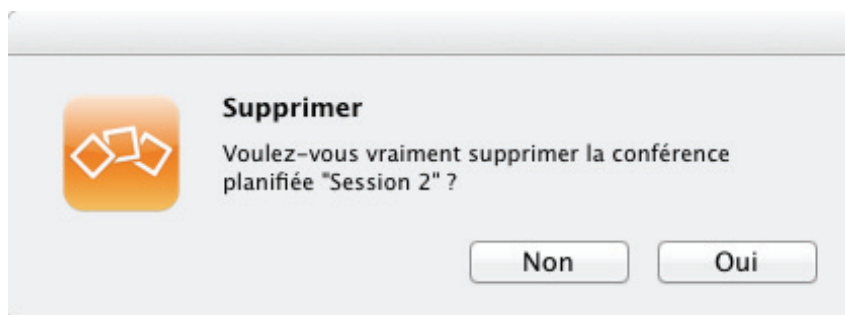 Supprimer
Voulez-vous vraiment supprimer la conférence
planifiée "Session 2" ?
Non
Oui